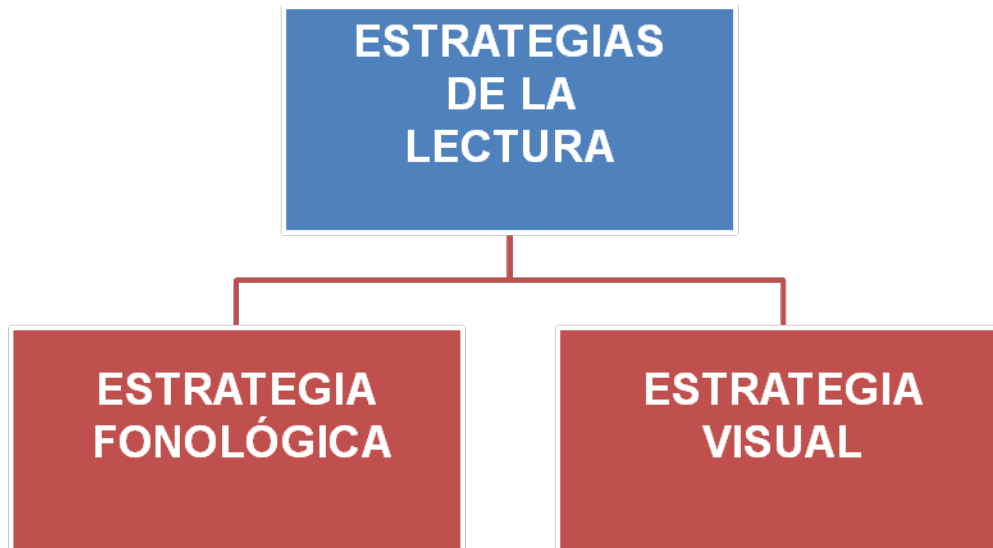 ESTRATEGIAS
DE LA
LECTURA
ESTRATEGIA
FONOLÓGICA
ESTRATEGIA
VISUAL